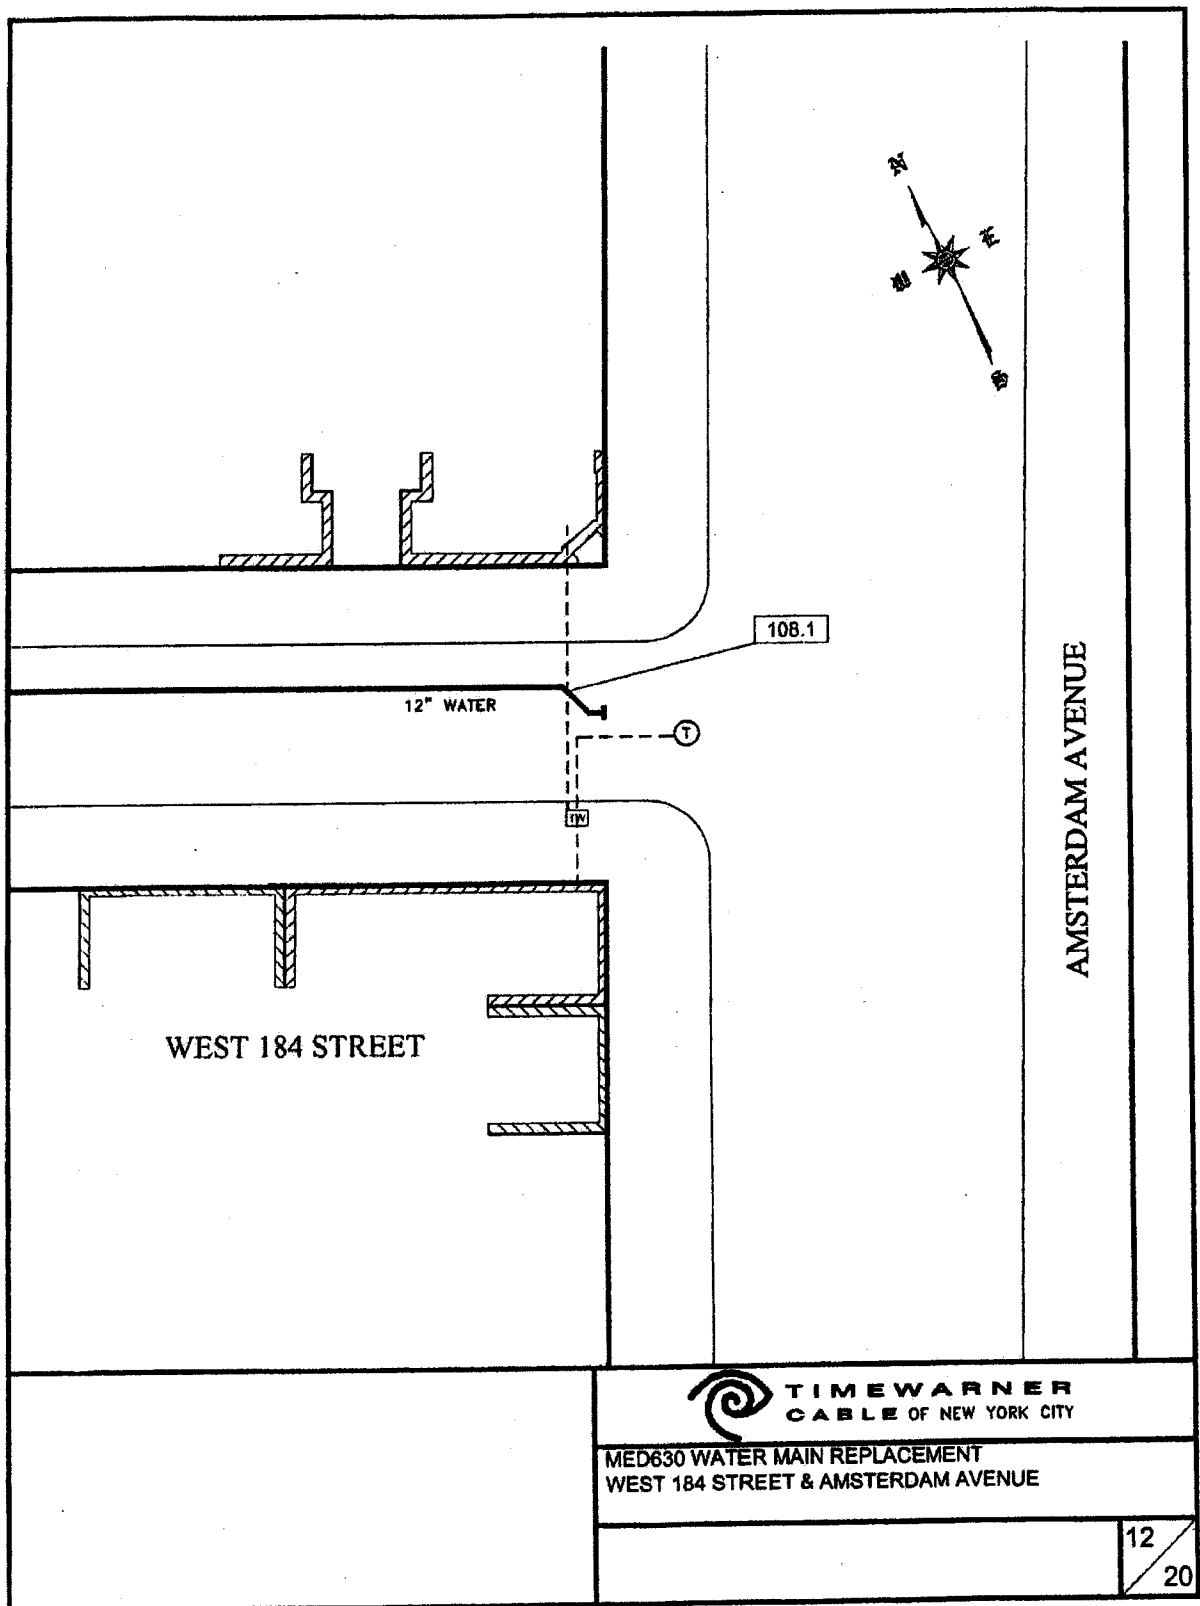 108.1
12" WATER
T
TW
AMSTERDAM AVENUE
WEST 184 STREET
TIMEWARNER
CABLE OF NEW YORK CITY
MED630 WATER MAIN REPLACEMENT
WEST 184 STREET & AMSTERDAM AVENUE
12
20